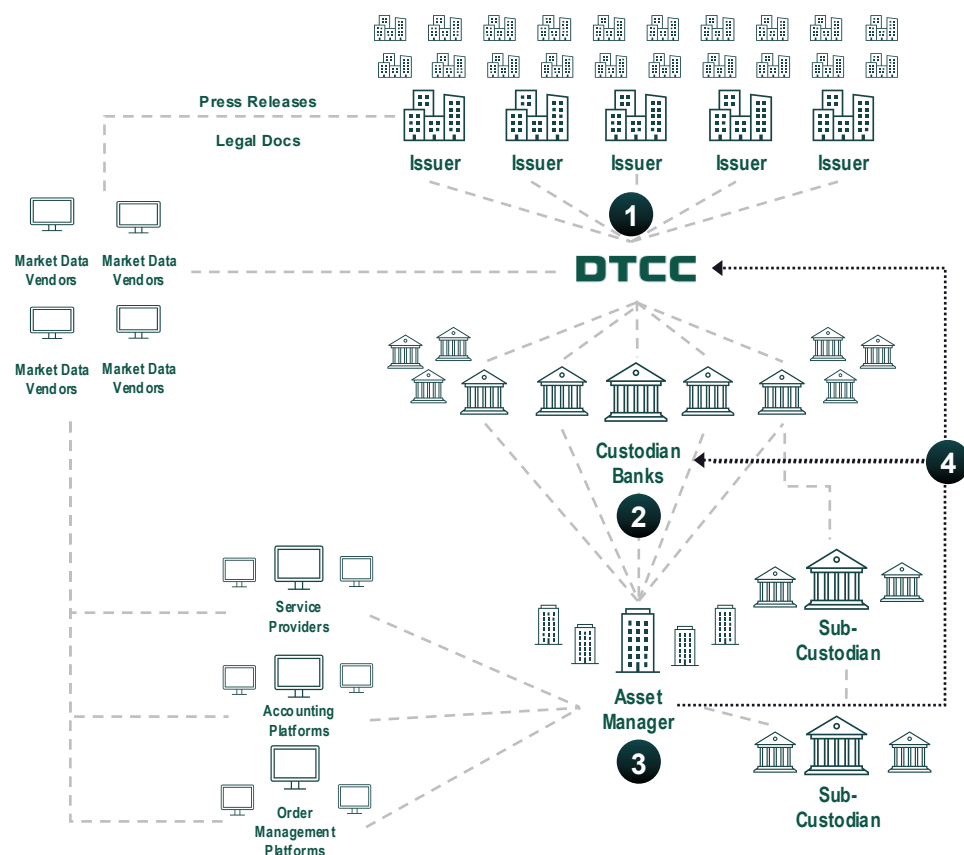 Press Releases
Legal Docs
Issuer
Issuer
Issuer
Issuer
Issuer
1
DTCC
Market Data
Vendors
Market Data
Vendors
Market Data
Vendors
Market Data
Vendors
Custodian
Banks
4
2
Service
Providers
Sub-
Custodian
Accounting
Platforms
Asset
Manager
3
Order
Management
Platforms
Sub-
Custodian